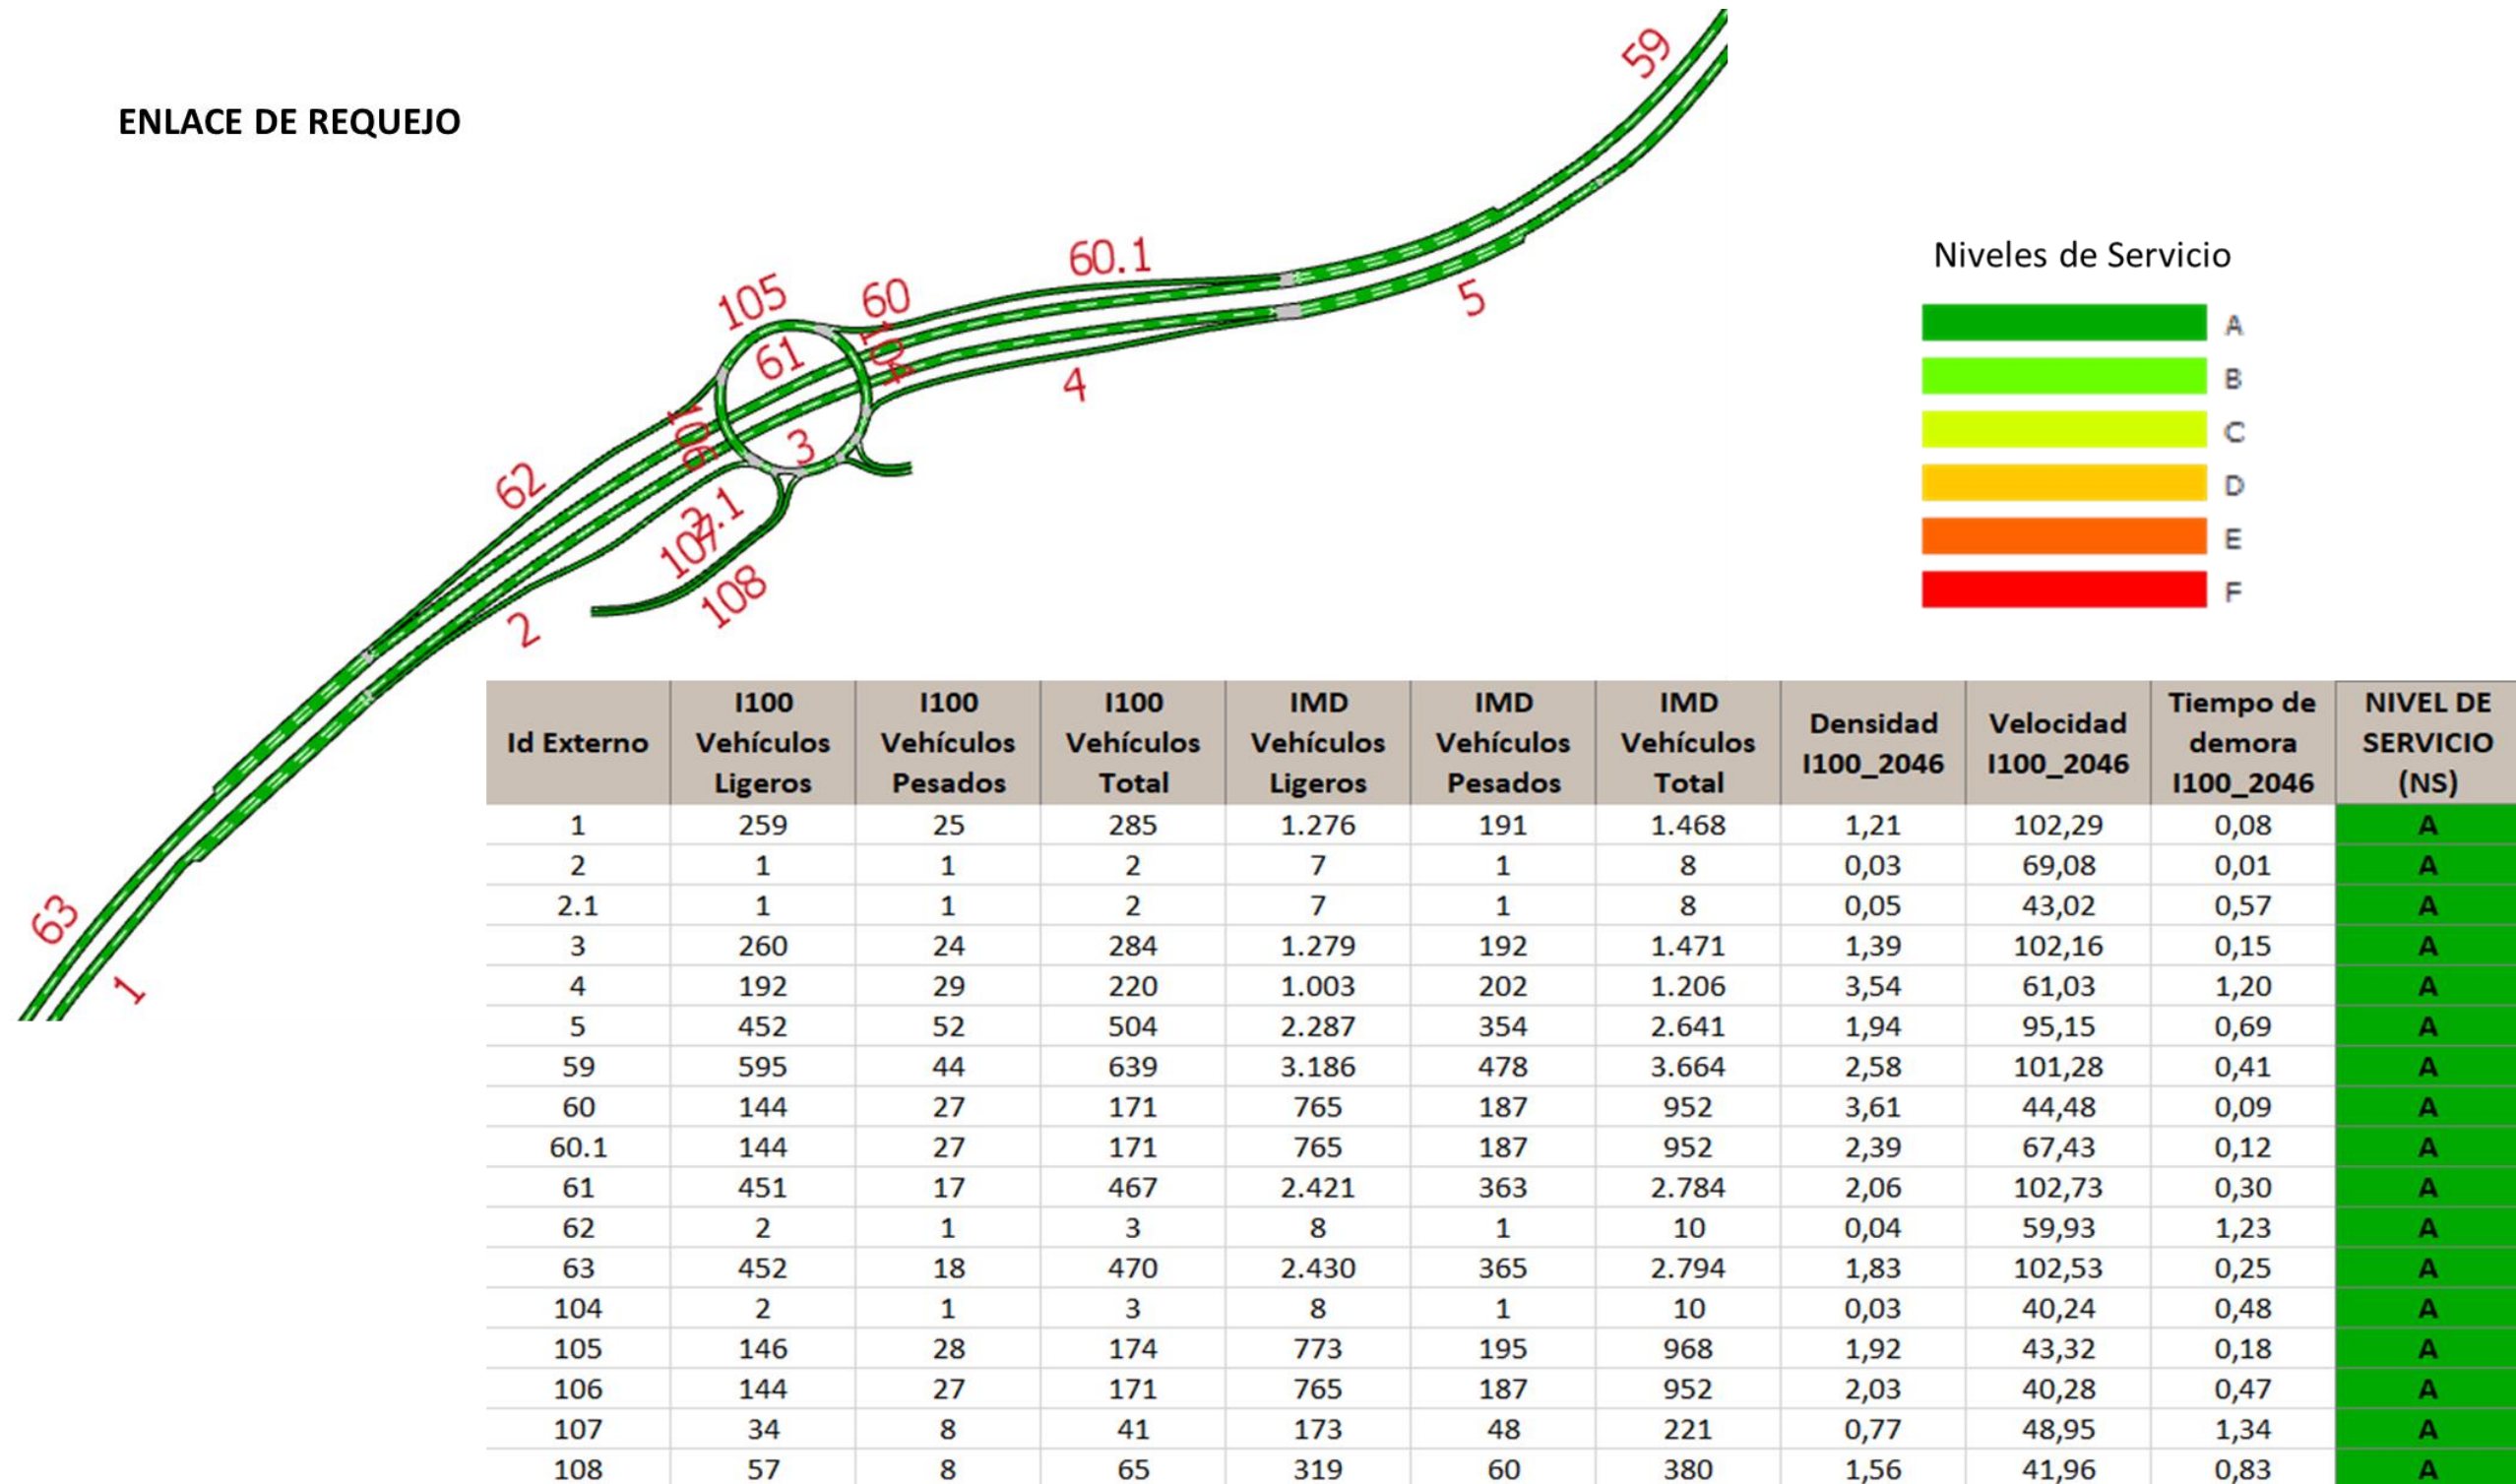 ENLACE DE REQUEJO
59
60.1
105
60
104
61
5
4
3
106
62
2.1
107
108
2
63
1
Niveles de Servicio
A
B
C
D
E
F
Id Externo | I100 Vehículos Ligeros | I100 Vehículos Pesados | I100 Vehículos Total | IMD Vehículos Ligeros | IMD Vehículos Pesados | IMD Vehículos Total | Densidad I100_2046 | Velocidad I100_2046 | Tiempo de demora I100_2046 | NIVEL DE SERVICIO (NS)
1 259 25 285 1.276 191 1.468 1,21 102,29 0,08 A
2 1 1 2 7 1 8 0,03 69,08 0,01 A
2.1 1 1 2 7 1 8 0,05 43,02 0,57 A
3 260 24 284 1.279 192 1.471 1,39 102,16 0,15 A
4 192 29 220 1.003 202 1.206 3,54 61,03 1,20 A
5 452 52 504 2.287 354 2.641 1,94 95,15 0,69 A
59 595 44 639 3.186 478 3.664 2,58 101,28 0,41 A
60 144 27 171 765 187 952 3,61 44,48 0,09 A
60.1 144 27 171 765 187 952 2,39 67,43 0,12 A
61 451 17 467 2.421 363 2.784 2,06 102,73 0,30 A
62 2 1 3 8 1 10 0,04 59,93 1,23 A
63 452 18 470 2.430 365 2.794 1,83 102,53 0,25 A
104 2 1 3 8 1 10 0,03 40,24 0,48 A
105 146 28 174 773 195 968 1,92 43,32 0,18 A
106 144 27 171 765 187 952 2,03 40,28 0,47 A
107 34 8 41 173 48 221 0,77 48,95 1,34 A
108 57 8 65 319 60 380 1,56 41,96 0,83 A